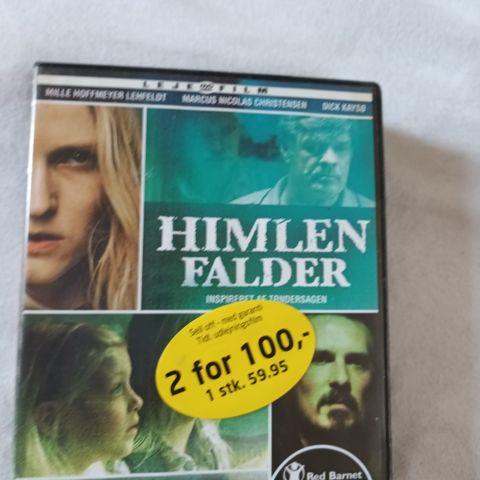 LEJE DVD FILM
MILLE HOFFMEYER LEHFELDT MARCUS NICOLAS CHRISTENSEN DICK KAYSØ
HIMLEN
FALDER
INSPIRERET AF TØNDERSAGEN
Sell off - med garanti
Tidl. udlejningsfilm
2 for 100,-
1 stk. 59.95
Red Barnet